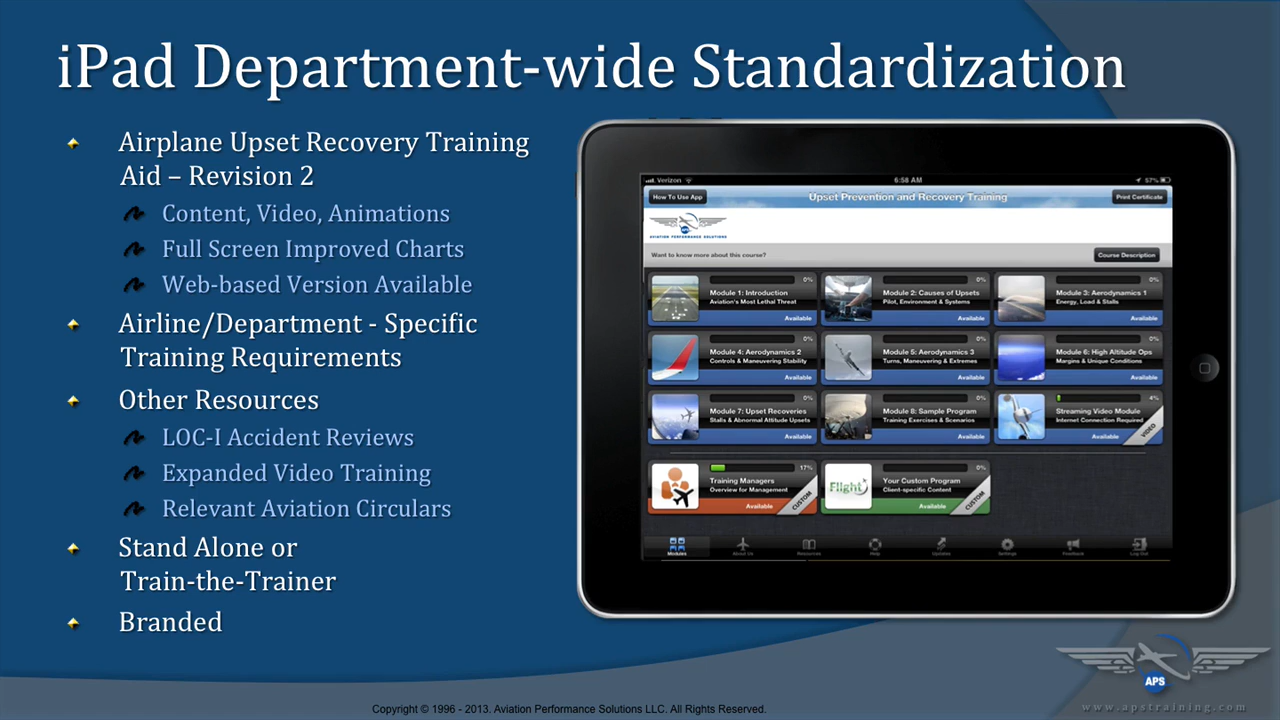 iPad Department-wide Standardization
Airplane Upset Recovery Training
Aid – Revision 2
Content, Video, Animations
Full Screen Improved Charts
Web-based Version Available
Airline/Department - Specific
Training Requirements
Other Resources
LOC-I Accident Reviews
Expanded Video Training
Relevant Aviation Circulars
Stand Alone or
Train-the-Trainer
Branded
Verizon 6:58 AM 57%
How To Use App Upset Prevention and Recovery Training Print Certificate
APS
AVIATION PERFORMANCE SOLUTIONS
Want to know more about this course? Course Description
0% 0% 0%
Module 1: Introduction Module 2: Causes of Upsets Module 3: Aerodynamics 1
Aviation's Most Lethal Threat Pilot, Environment & Systems Energy, Load & Stalls
Available Available Available
0% 0% 0%
Module 4: Aerodynamics 2 Module 5: Aerodynamics 3 Module 6: High Altitude Ops
Controls & Maneuvering Stability Turns, Maneuvering & Extremes Margins & Unique Conditions
Available Available Available
0% 0% 4%
Module 7: Upset Recoveries Module 8: Sample Program Streaming Video Module
Stalls & Abnormal Attitude Upsets Training Exercises & Scenarios Internet Connection Required
Available Available Available VIDEO
17% 0%
Training Managers Flight Your Custom Program
Overview for Management Client-specific Content
Available CUSTOM Available CUSTOM
Modules About Us Resources Help Updates Settings Feedback Log Out
APS
www.apstraining.com
Copyright © 1996 - 2013. Aviation Performance Solutions LLC. All Rights Reserved.